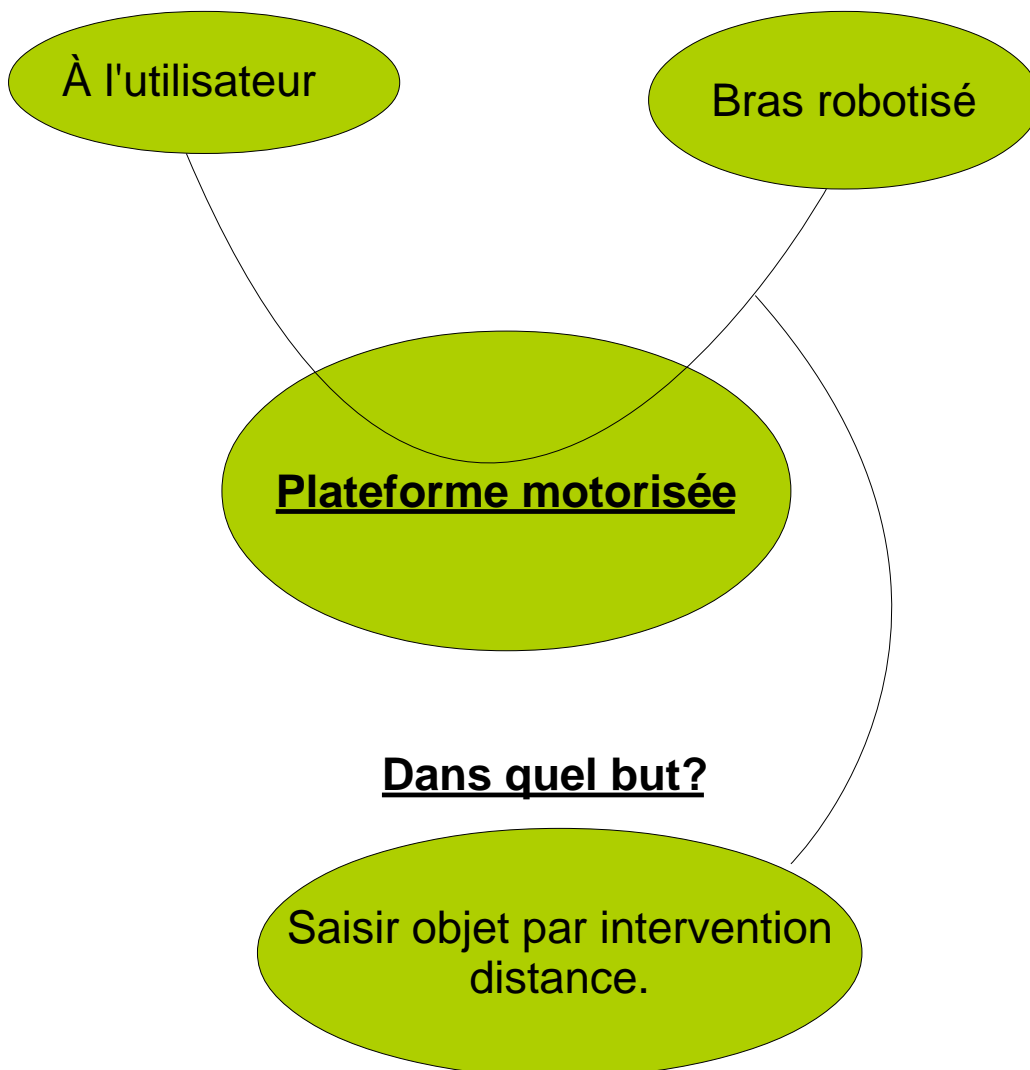 À l'utilisateur
Bras robotisé
Plateforme motorisée
Dans quel but?
Saisir objet par intervention
distance.